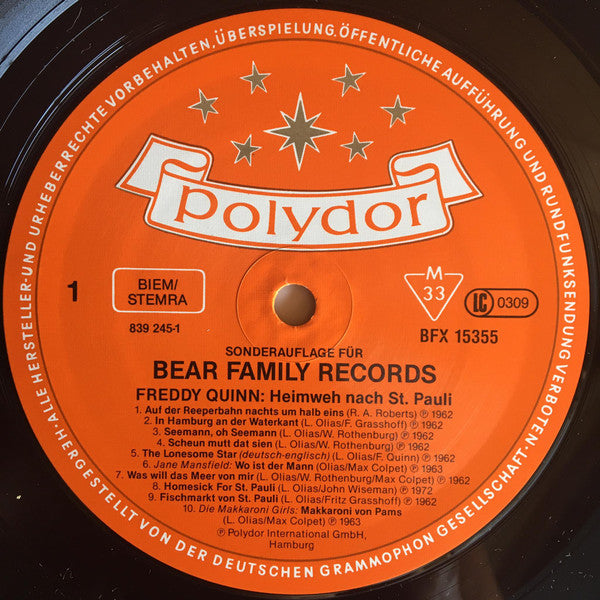 H·ALLE HERSTELLER-UND URHEBERRECHTE VORBEHALTEN, ÜBERSPIELUNG, ÖFFENTLICHE AUFFÜHRUNG UND RUNDFUNKSENDUNG VERBOTEN·
HERGESTELLT VON DER DEUTSCHEN GRAMMOPHON GESELLSCHAFT·
polydor
1
BIEM/
STEMRA
839 245-1
M
33
LC 0309
BFX 15355
SONDERAUFLAGE FÜR
BEAR FAMILY RECORDS
FREDDY QUINN: Heimweh nach St. Pauli
1. Auf der Reeperbahn nachts um halb eins (R. A. Roberts) ℗ 1962
2. In Hamburg an der Waterkant (L. Olias/F. Grasshoff) ℗ 1962
3. Seemann, oh Seemann (L. Olias/W. Rothenburg) ℗ 1962
4. Scheun mutt dat sien (L. Olias/W. Rothenburg) ℗ 1962
5. The Lonesome Star (deutsch-englisch) (L. Olias/F. Quinn) ℗ 1962
6. Jane Mansfield: Wo ist der Mann (Olias/Max Colpet) ℗ 1963
7. Was will das Meer von mir (L. Olias/W. Rothenburg/Max Colpet) ℗ 1962
8. Homesick For St. Pauli (L. Olias/John Wiseman) ℗ 1972
9. Fischmarkt von St. Pauli (L. Olias/Fritz Grasshoff) ℗ 1962
10. Die Makkaroni Girls: Makkaroni von Pams
(L. Olias/Max Colpet) ℗ 1963
℗ Polydor International GmbH,
Hamburg